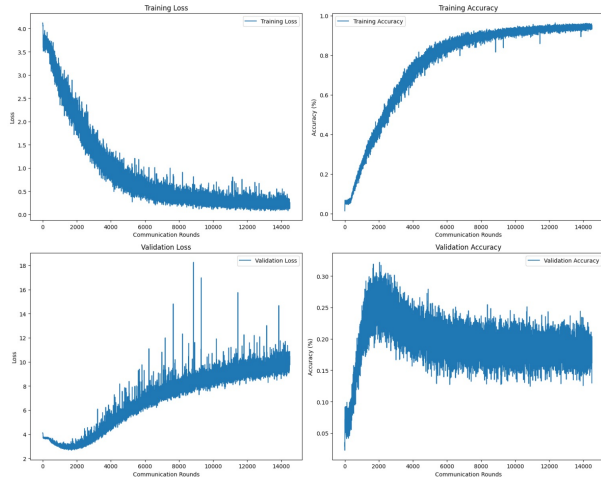 Training Loss
Training Loss
4.0
3.5
3.0
2.5
2.0
1.5
1.0
0.5
0.0
Loss
0 2000 4000 6000 8000 10000 12000 14000
Communication Rounds
Training Accuracy
Training Accuracy
1.0
0.8
0.6
0.4
0.2
0.0
Accuracy (%)
0 2000 4000 6000 8000 10000 12000 14000
Communication Rounds
Validation Loss
Validation Loss
18
16
14
12
10
8
6
4
2
Loss
0 2000 4000 6000 8000 10000 12000 14000
Communication Rounds
Validation Accuracy
Validation Accuracy
0.30
0.25
0.20
0.15
0.10
0.05
Accuracy (%)
0 2000 4000 6000 8000 10000 12000 14000
Communication Rounds